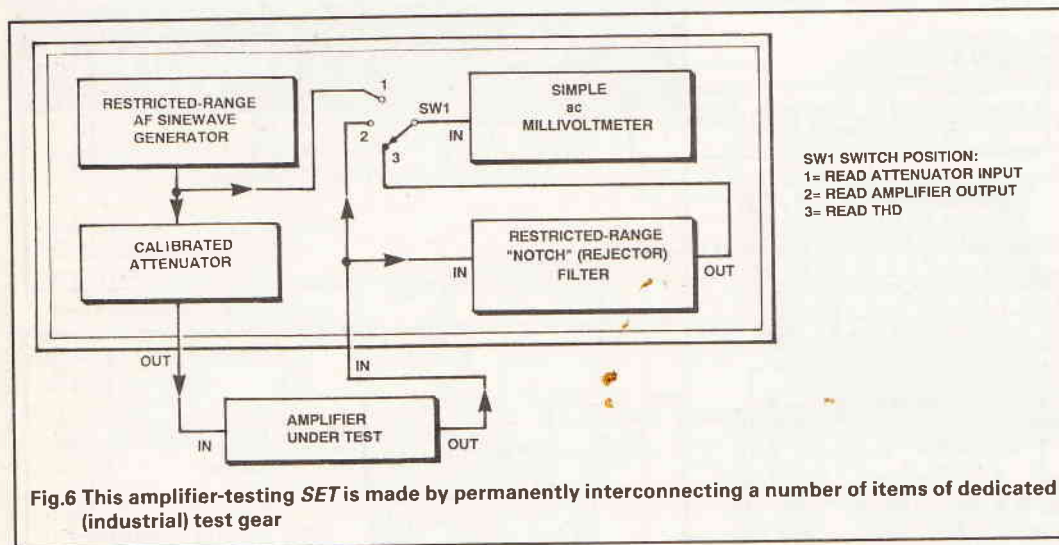 RESTRICTED-RANGE
AF SINEWAVE
GENERATOR
1
2
3
SW1
IN
SIMPLE
ac
MILLIVOLTMETER
SW1 SWITCH POSITION:
1= READ ATTENUATOR INPUT
2= READ AMPLIFIER OUTPUT
3= READ THD
CALIBRATED
ATTENUATOR
IN
RESTRICTED-RANGE
"NOTCH" (REJECTOR)
FILTER
OUT
OUT
IN
IN
AMPLIFIER
UNDER TEST
OUT
Fig.6 This amplifier-testing SET is made by permanently interconnecting a number of items of dedicated
(industrial) test gear